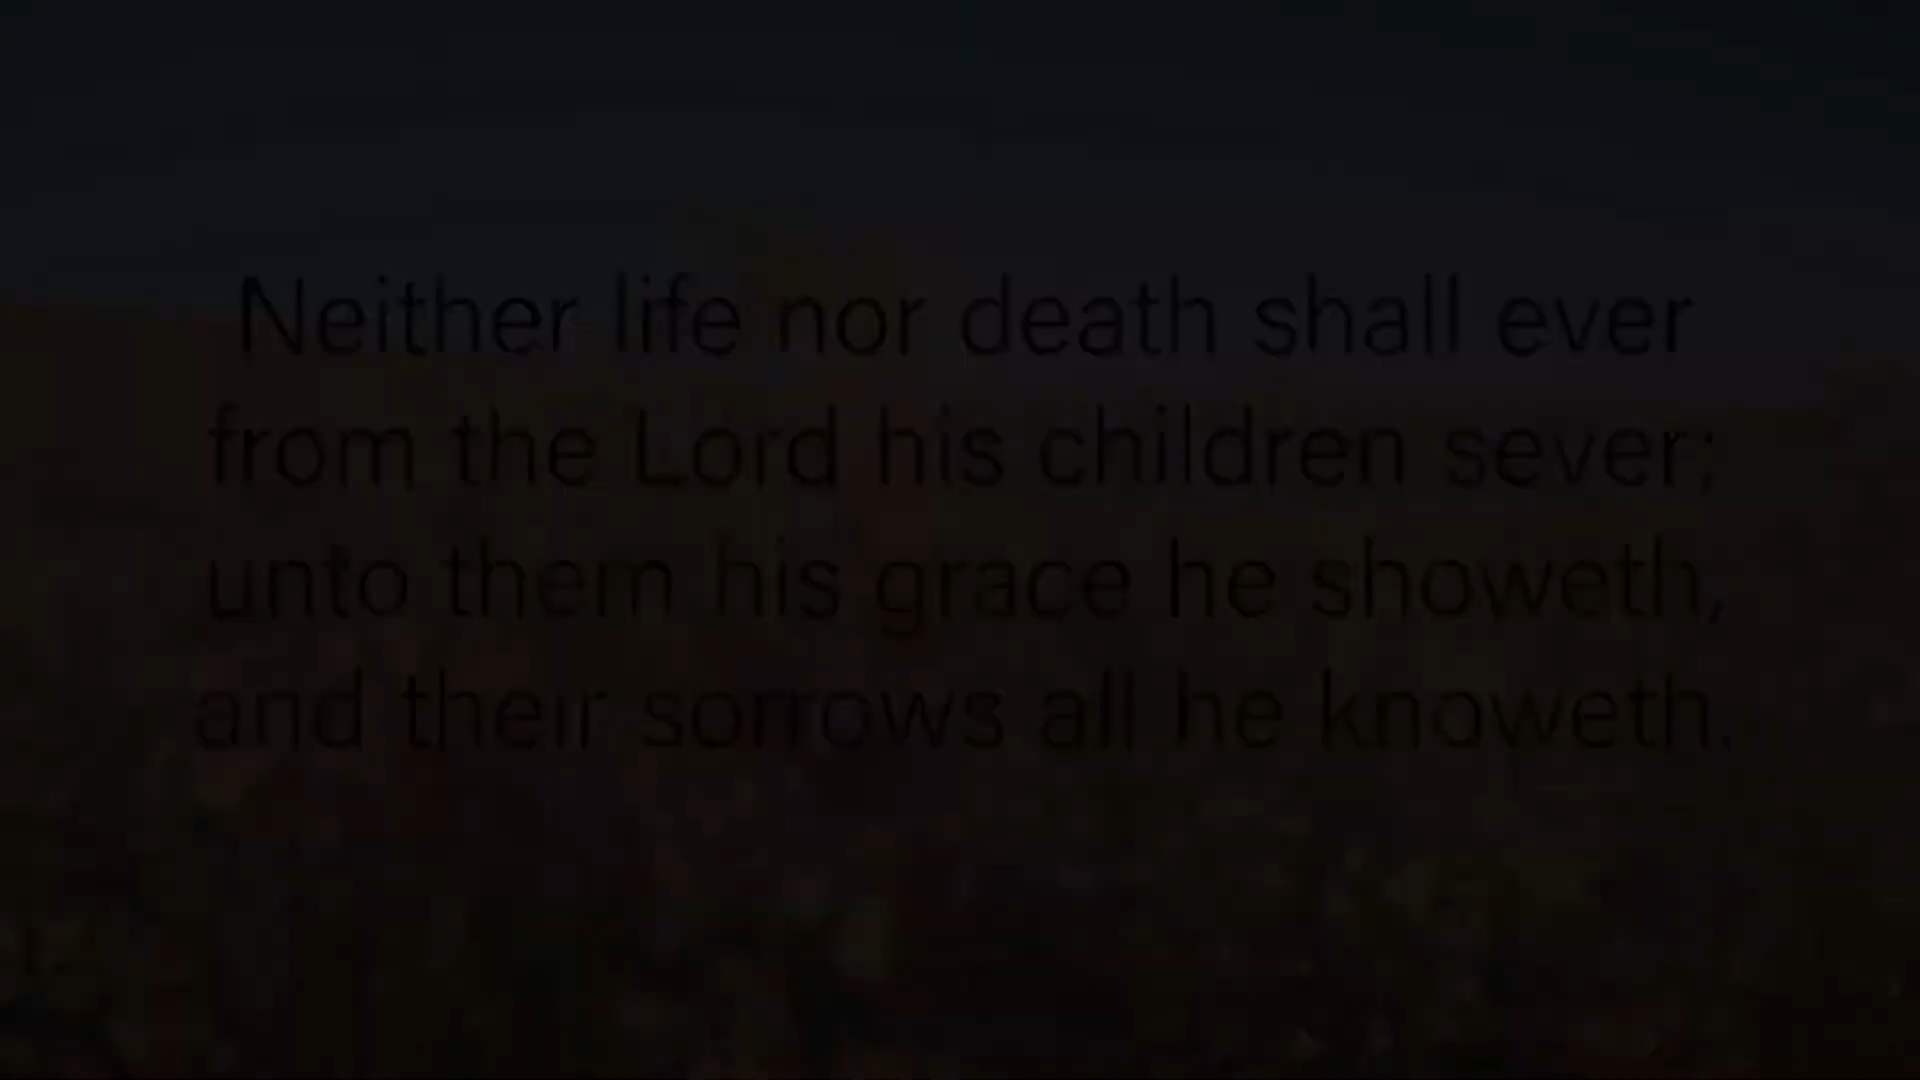 Neither life nor death shall ever
from the Lord his children sever;
unto them his grace he showeth,
and their sorrows all he knoweth.